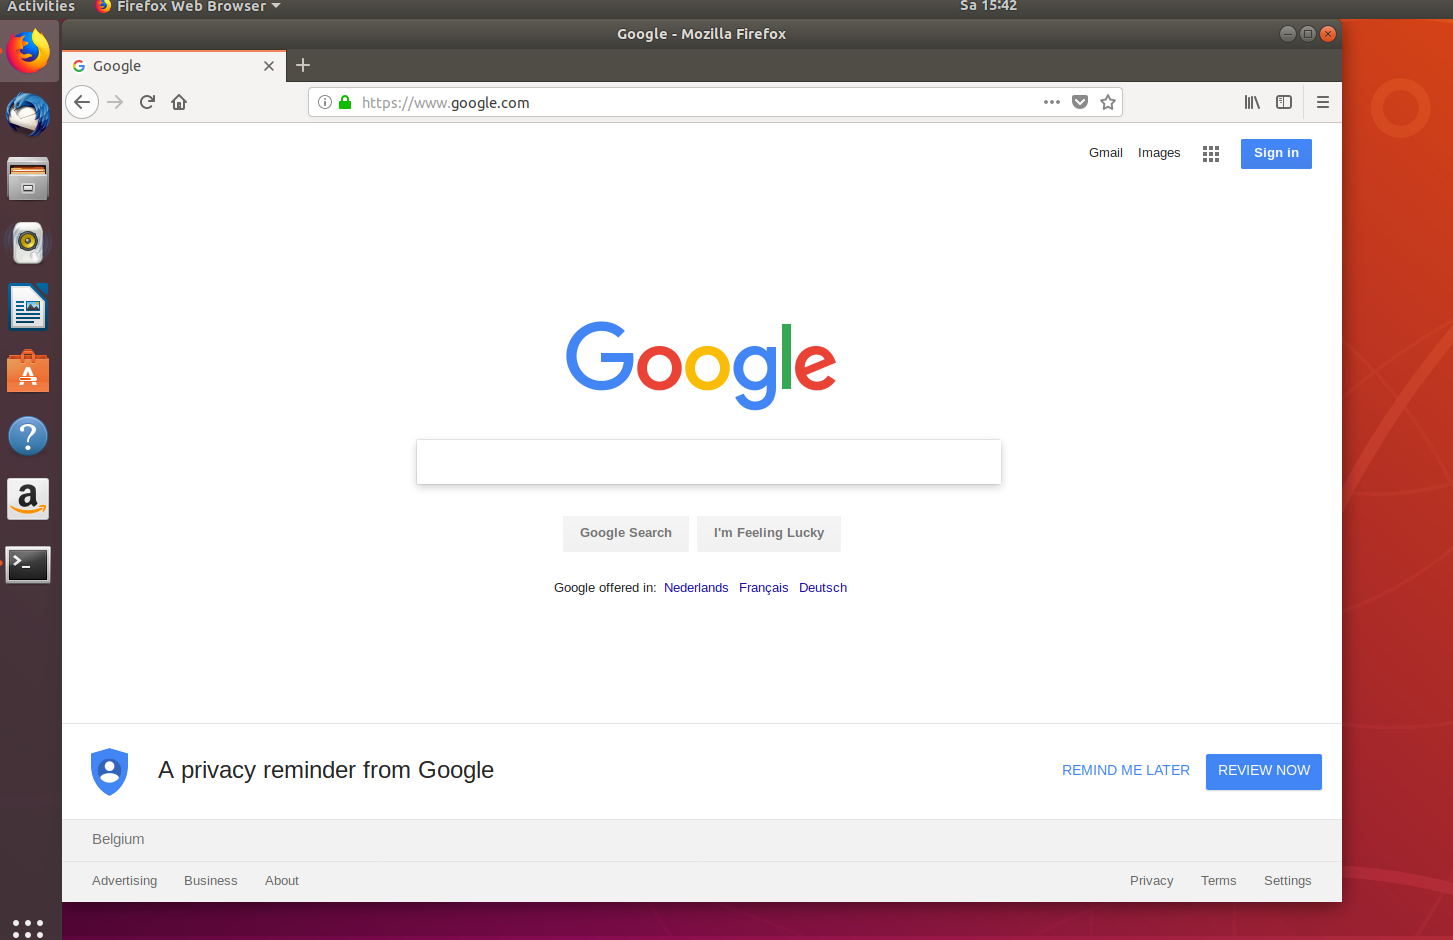 Activities Firefox Web Browser Sa 15:42
Google - Mozilla Firefox
Google
https://www.google.com
Gmail Images Sign in
Google
Google Search I'm Feeling Lucky
Google offered in: Nederlands Français Deutsch
A privacy reminder from Google REMIND ME LATER REVIEW NOW
Belgium
Advertising Business About Privacy Terms Settings